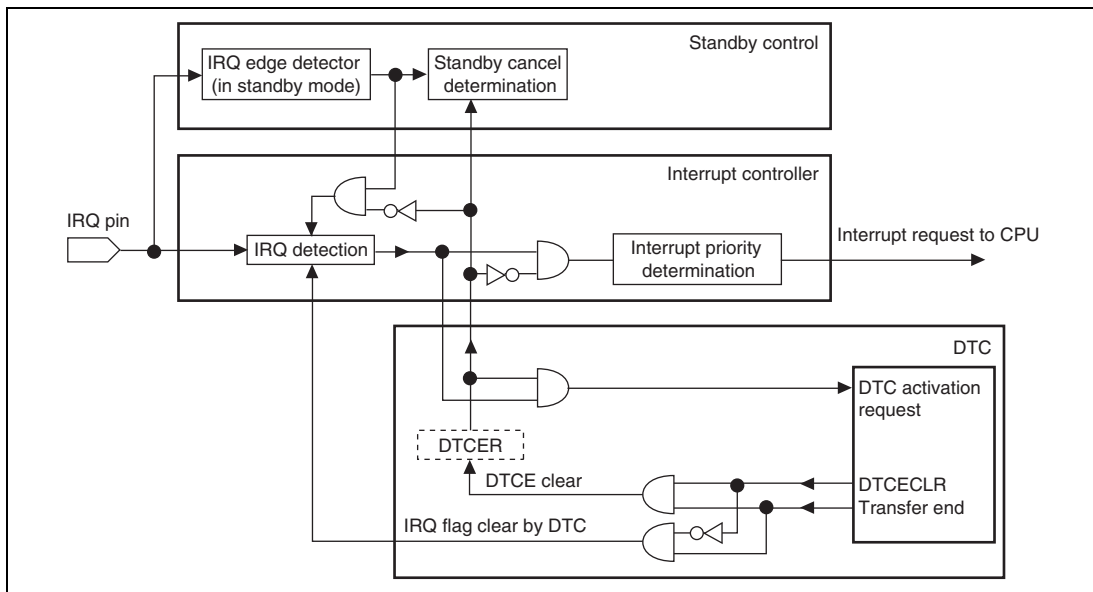 Standby control
IRQ edge detector
(in standby mode)
Standby cancel
determination
Interrupt controller
IRQ pin
IRQ detection
Interrupt priority
determination
Interrupt request to CPU
DTC
DTC activation
request
DTCER
DTCE clear
DTCECLR
Transfer end
IRQ flag clear by DTC